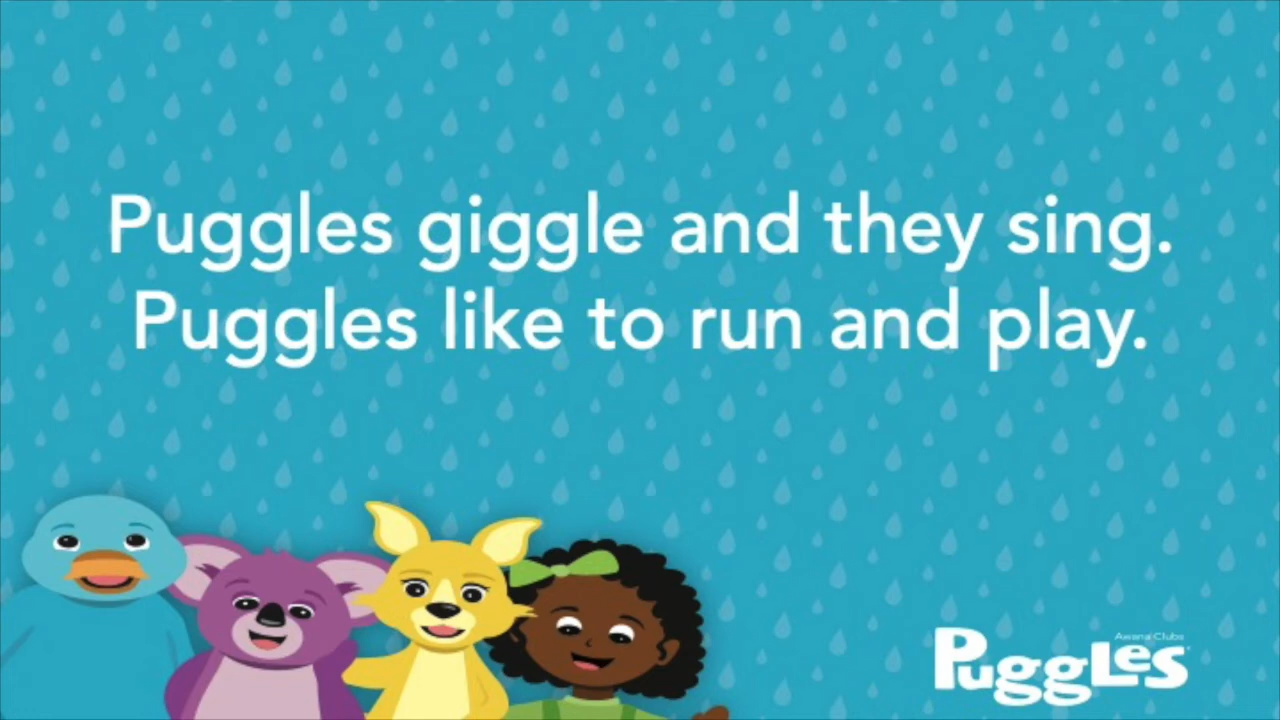 Puggles giggle and they sing.
Puggles like to run and play.
Awana Clubs
Puggles